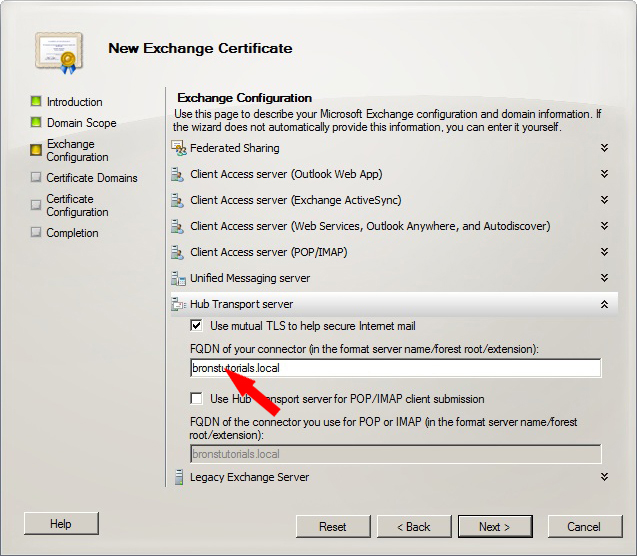 New Exchange Certificate
Introduction
Domain Scope
Exchange
Configuration
Certificate Domains
Certificate
Configuration
Completion
Exchange Configuration
Use this page to describe your Microsoft Exchange configuration and domain information. If
the wizard does not automatically provide this information, you can enter it yourself.
Federated Sharing
Client Access server (Outlook Web App)
Client Access server (Exchange ActiveSync)
Client Access server (Web Services, Outlook Anywhere, and Autodiscover)
Client Access server (POP/IMAP)
Unified Messaging server
Hub Transport server
Use mutual TLS to help secure Internet mail
FQDN of your connector (in the format server name/forest root/extension):
bronstutorials.local
Use Hub Transport server for POP/IMAP client submission
FQDN of the connector you use for POP or IMAP (in the format server name/forest
root/extension):
bronstutorials.local
Legacy Exchange Server
Help
Reset
< Back
Next >
Cancel